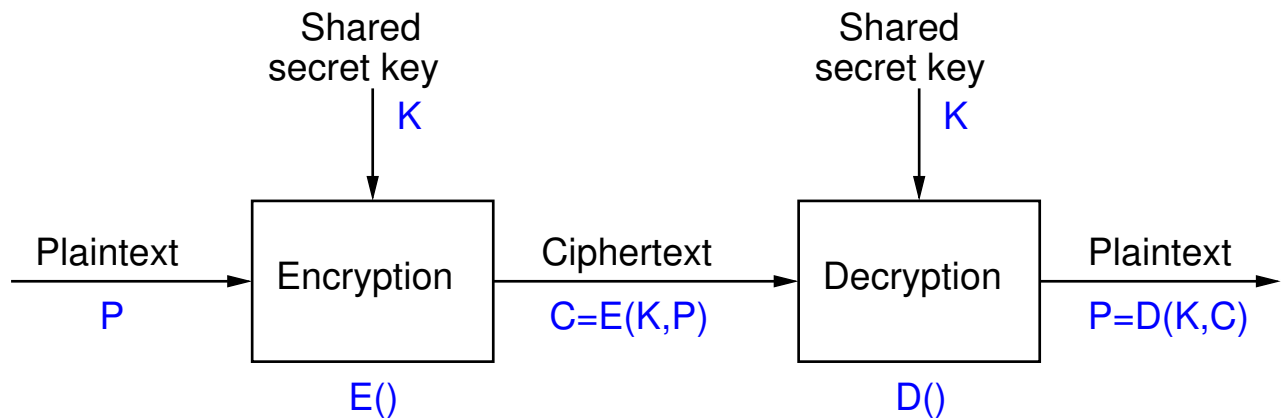 Shared
secret key
K
Shared
secret key
K
Plaintext
P
Encryption
E()
Ciphertext
C=E(K,P)
Decryption
D()
Plaintext
P=D(K,C)